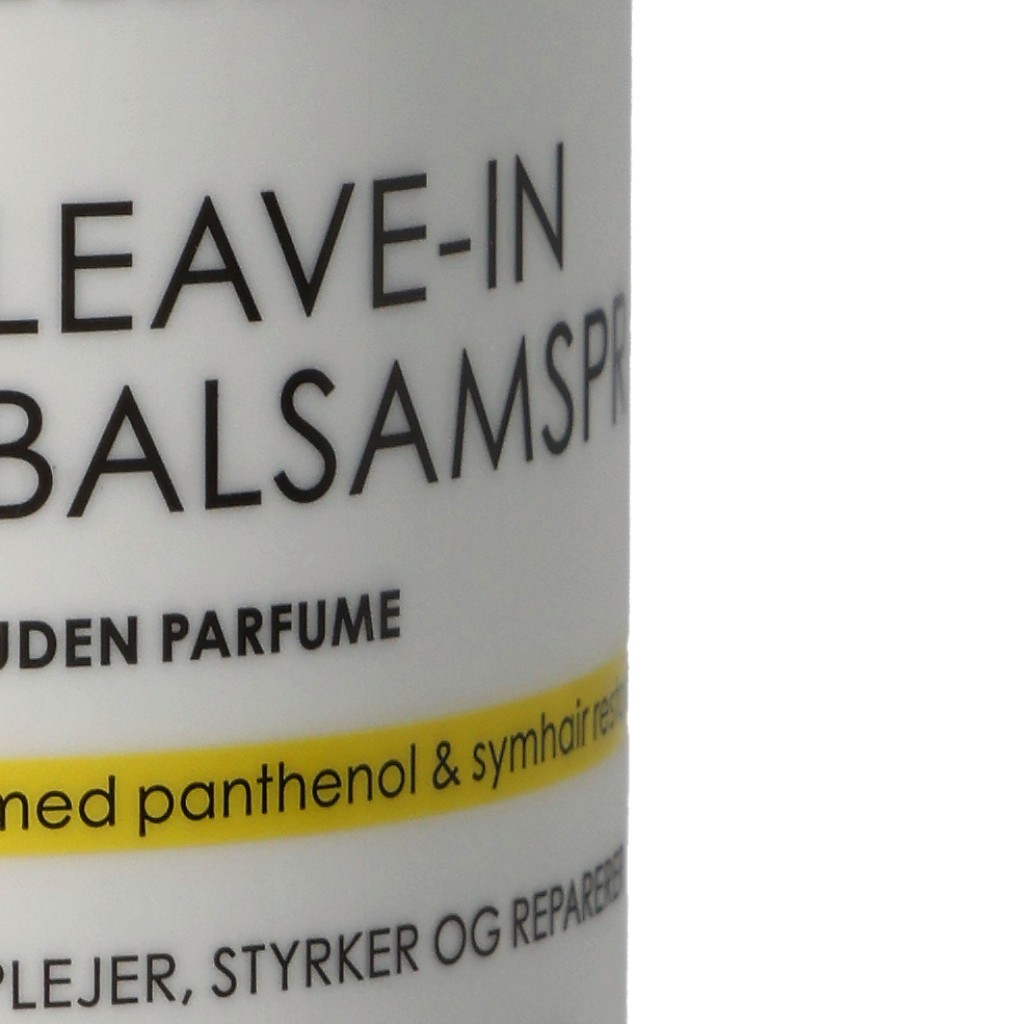 LEAVE-IN
BALSAMSPR
UDEN PARFUME
med panthenol & symhair
PLEJER, STYRKER OG REPARERER